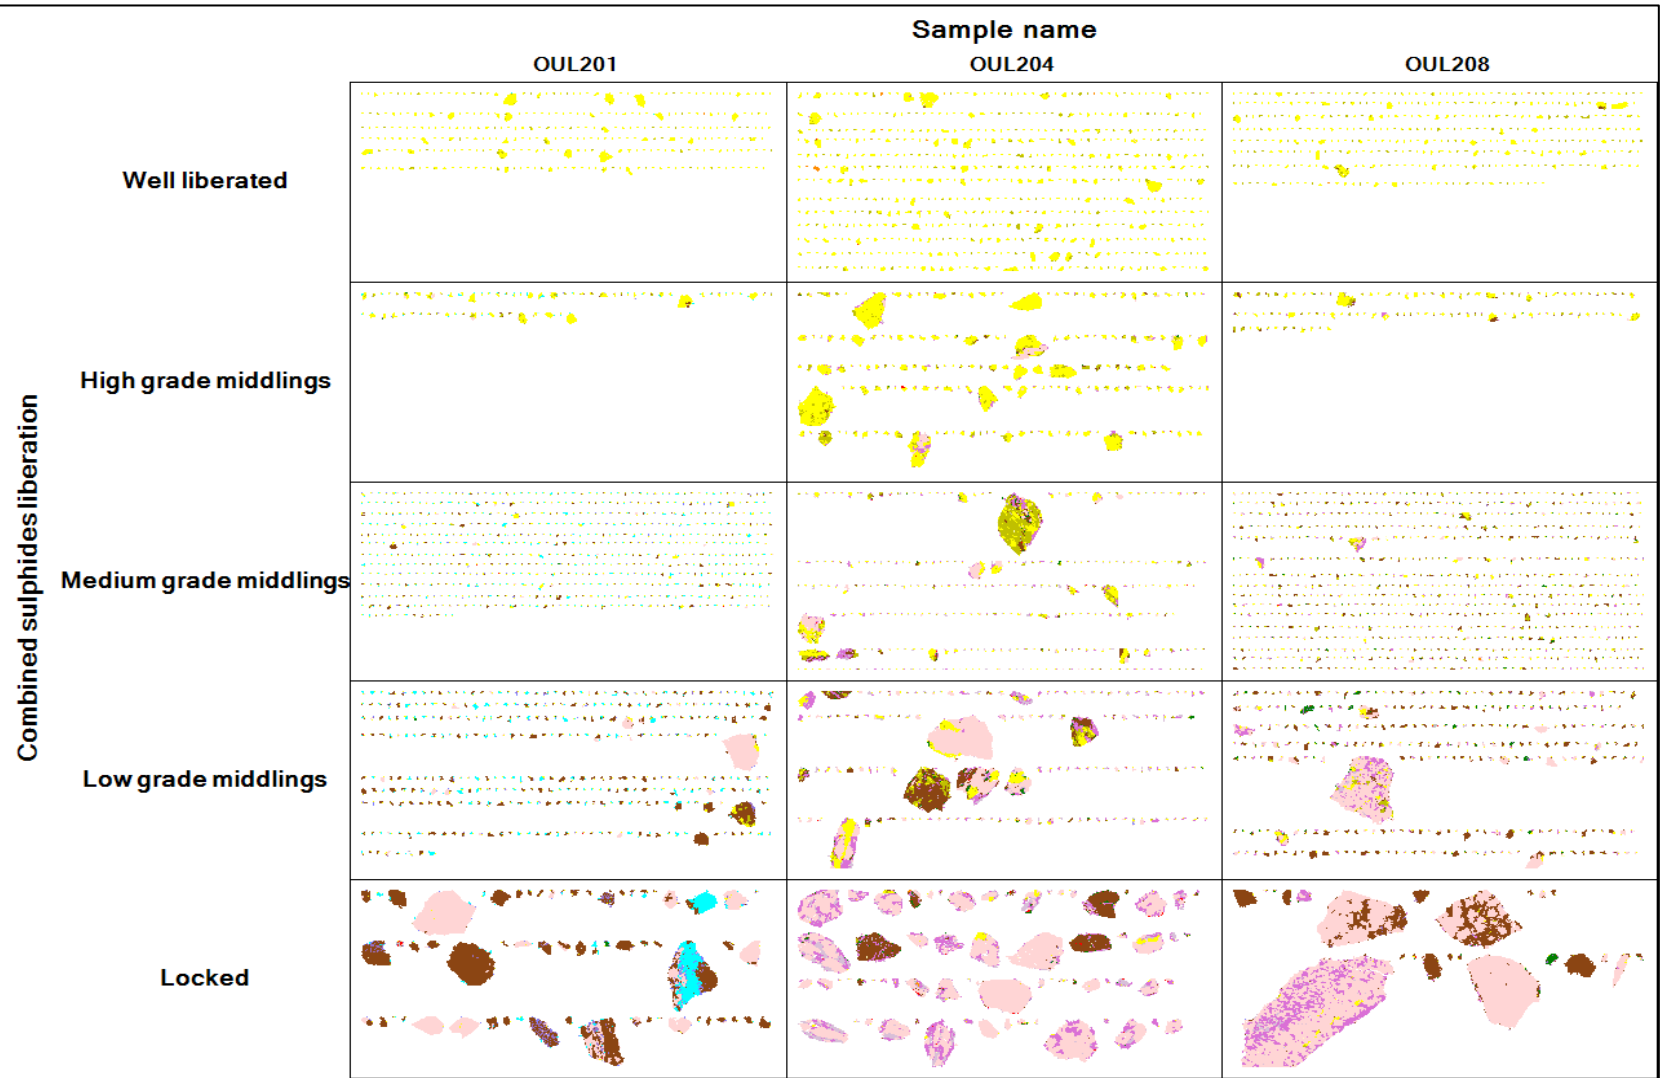 Sample name
OUL201 OUL204 OUL208
Combined sulphides liberation
Well liberated
High grade middlings
Medium grade middlings
Low grade middlings
Locked